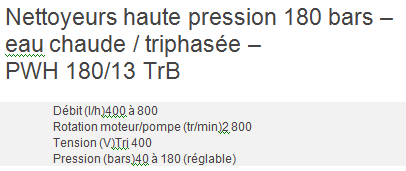 Nettoyeurs haute pression 180 bars –
eau chaude / triphasée –
PWH 180/13 TrB
Débit (l/h)400 à 800
Rotation moteur/pompe (tr/min)2 800
Tension (V)Tri 400
Pression (bars)40 à 180 (réglable)